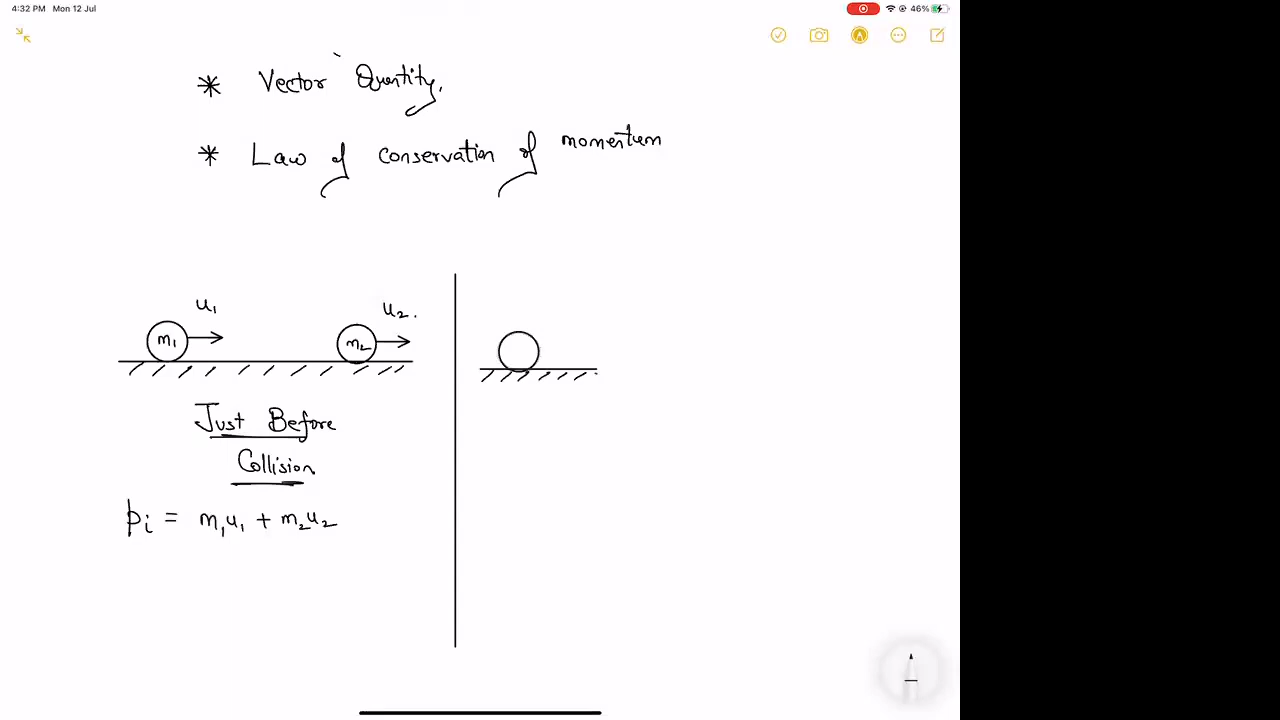 4:32 PM Mon 12 Jul
46%
* Vector Quantity.
* Law of conservation of momentum
u₁
u₂.
m₁
m₂
Just Before
Collision
pᵢ = m₁u₁ + m₂u₂